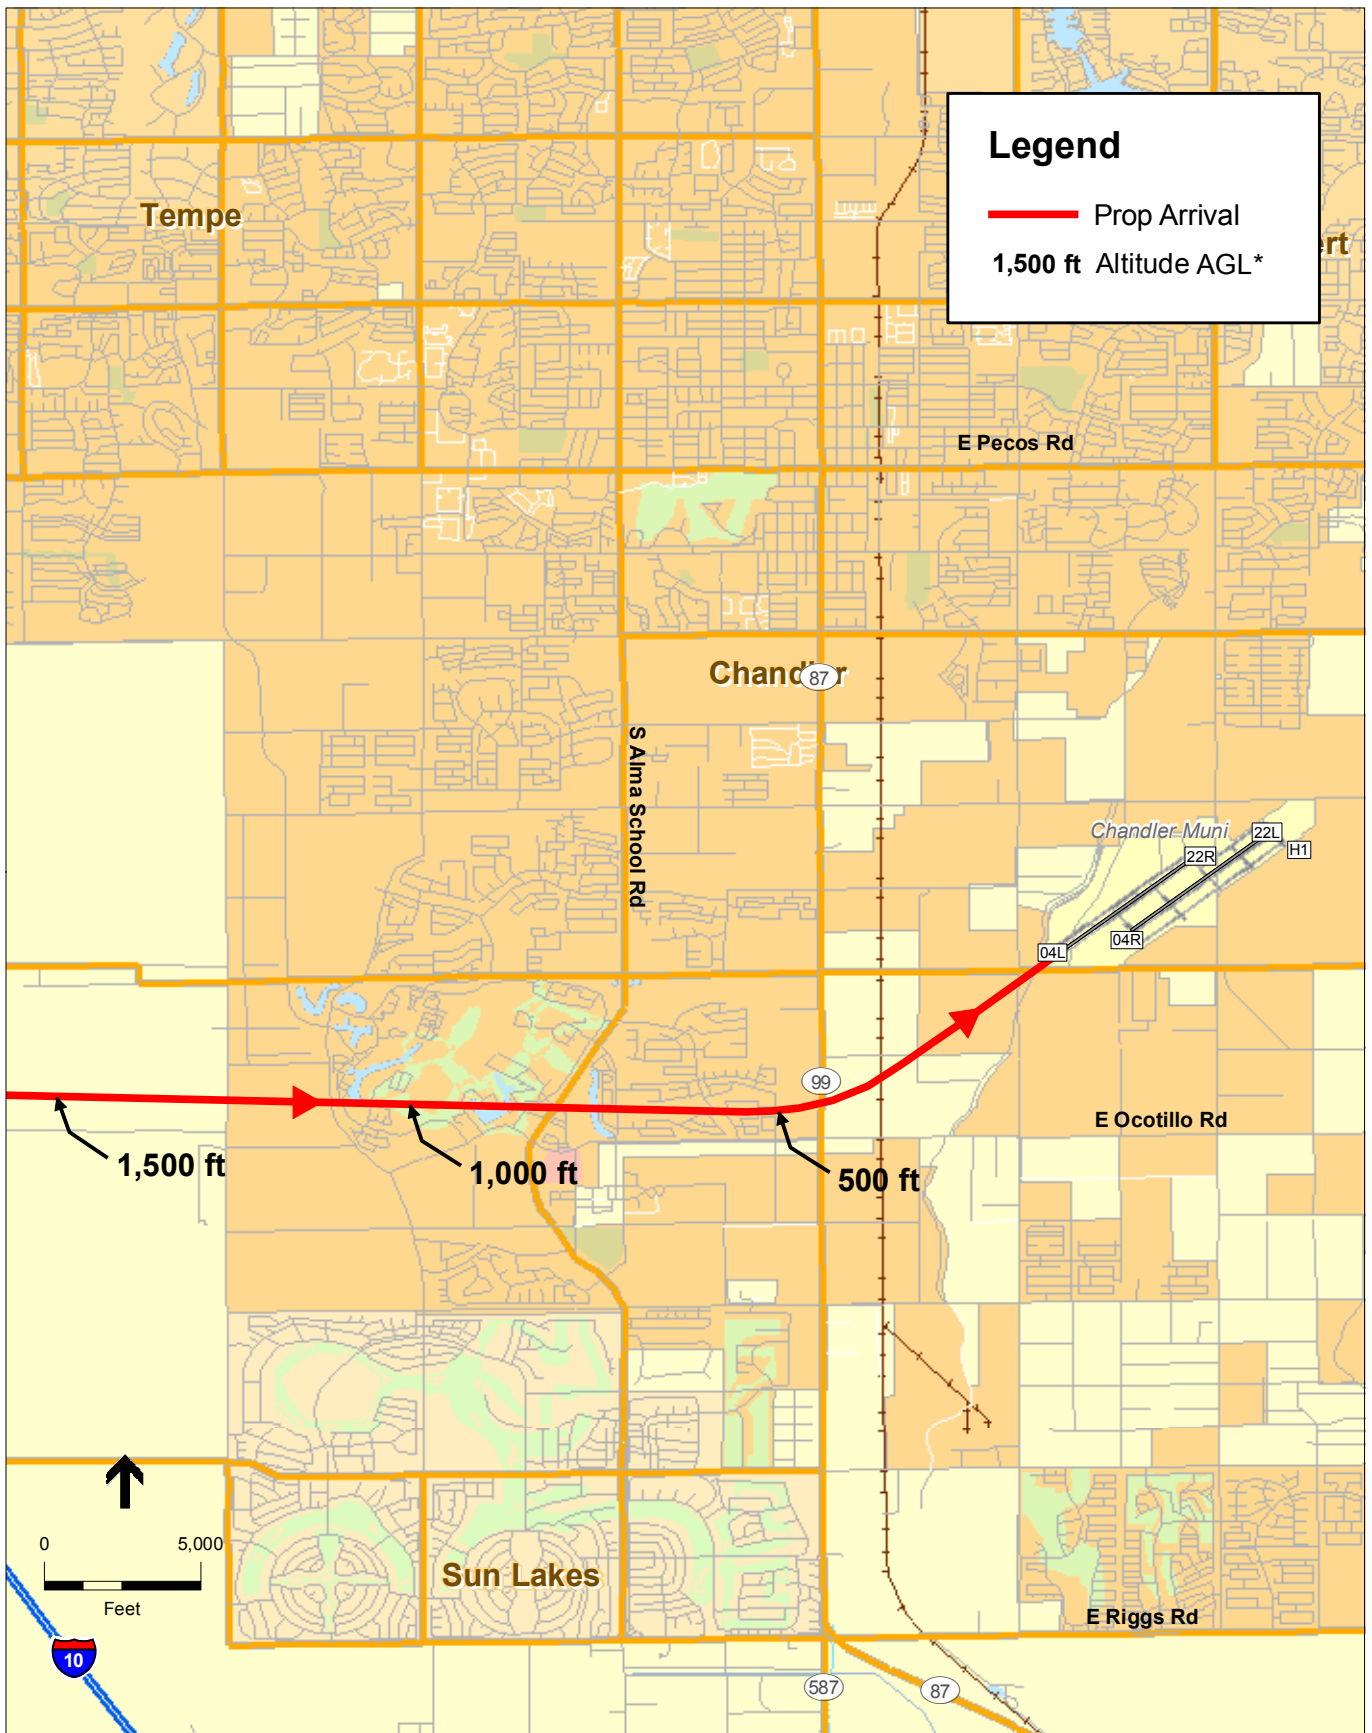 Legend
Prop Arrival
1,500 ft Altitude AGL*
Tempe
ert
E Pecos Rd
Chandler
87
S Alma School Rd
Chandler Muni
22L
22R
H1
04R
04L
99
E Ocotillo Rd
1,500 ft
1,000 ft
500 ft
0 5,000
Feet
Sun Lakes
E Riggs Rd
10
587
87